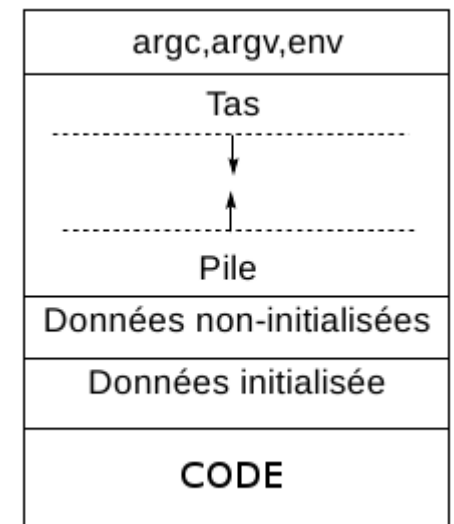 argc,argv,env
Tas
Pile
Données non-initialisées
Données initialisée
CODE